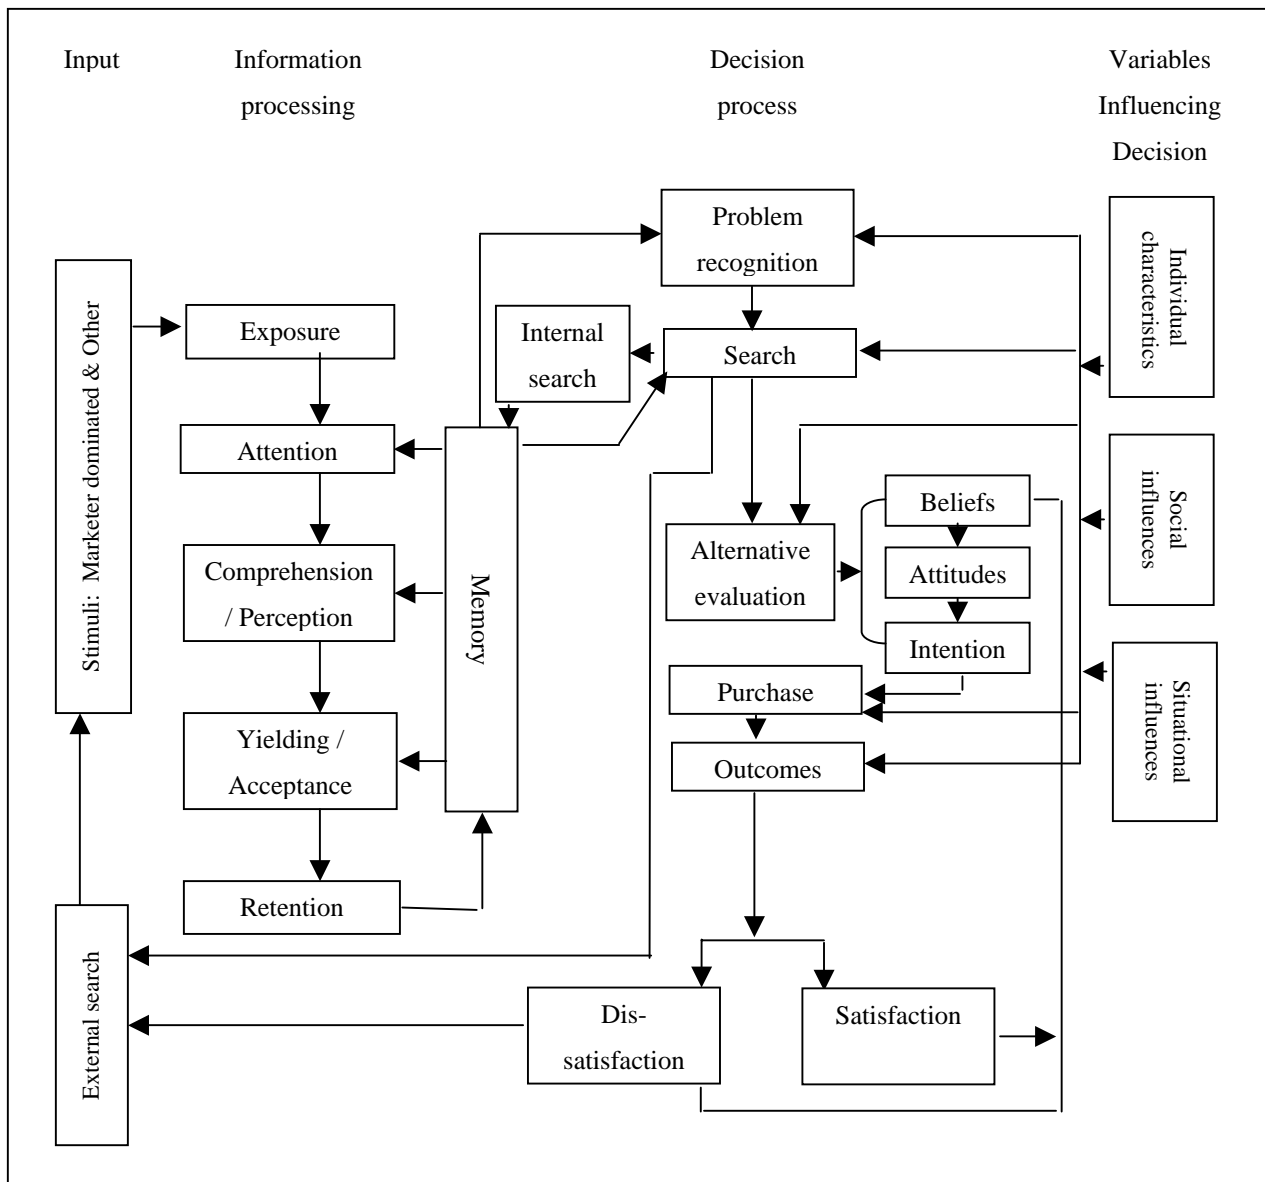 Input
Information
processing
Decision
process
Variables
Influencing
Decision
Stimuli: Marketer dominated & Other
External search
Exposure
Attention
Comprehension
/ Perception
Yielding /
Acceptance
Retention
Internal
search
Memory
Problem
recognition
Search
Alternative
evaluation
Beliefs
Attitudes
Intention
Purchase
Outcomes
Dis-
satisfaction
Satisfaction
Individual
characteristics
Social
influences
Situational
influences